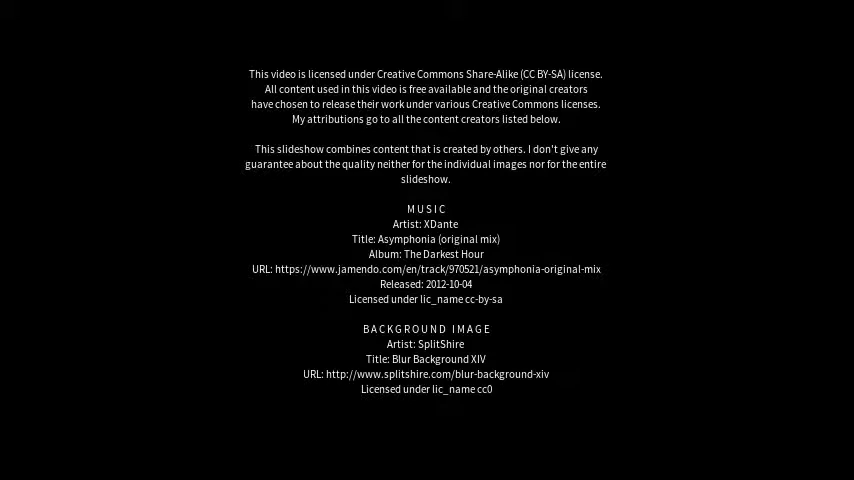 This video is licensed under Creative Commons Share-Alike (CC BY-SA) license.
All content used in this video is free available and the original creators
have chosen to release their work under various Creative Commons licenses.
My attributions go to all the content creators listed below.
This slideshow combines content that is created by others. I don't give any
guarantee about the quality neither for the individual images nor for the entire
slideshow.
MUSIC
Artist: XDante
Title: Asymphonia (original mix)
Album: The Darkest Hour
URL: https://www.jamendo.com/en/track/970521/asymphonia-original-mix
Released: 2012-10-04
Licensed under lic_name cc-by-sa
BACKGROUND IMAGE
Artist: SplitShire
Title: Blur Background XIV
URL: http://www.splitshire.com/blur-background-xiv
Licensed under lic_name cc0